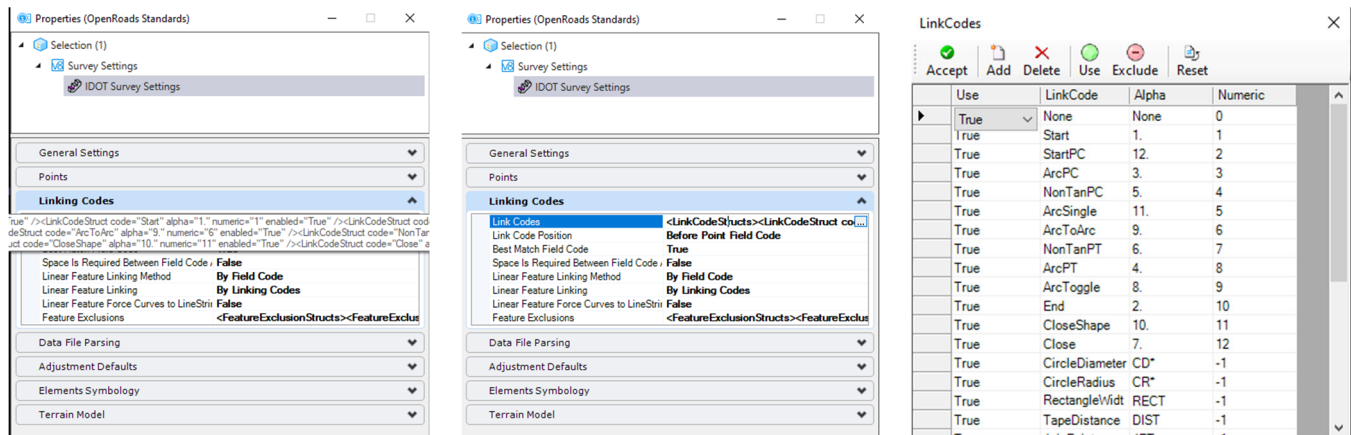 Properties (OpenRoads Standards)
Selection (1)
Survey Settings
IDOT Survey Settings
General Settings
Points
Linking Codes
True" /><LinkCodeStruct code="Start" alpha="1." numeric="1" enabled="True" /><LinkCodeStruct cod
deStruct code="ArcToArc" alpha="9." numeric="6" enabled="True" /><LinkCodeStruct code="NonTar
uct code="CloseShape" alpha="10." numeric="11" enabled="True" /><LinkCodeStruct code="Close" a
Space Is Required Between Field Code / False
Linear Feature Linking Method By Field Code
Linear Feature Linking By Linking Codes
Linear Feature Force Curves to LineStri False
Feature Exclusions <FeatureExclusionStructs><FeatureExclus
Data File Parsing
Adjustment Defaults
Elements Symbology
Terrain Model
Properties (OpenRoads Standards)
Selection (1)
Survey Settings
IDOT Survey Settings
General Settings
Points
Linking Codes
Link Codes <LinkCodeStructs><LinkCodeStruct co...
Link Code Position Before Point Field Code
Best Match Field Code True
Space Is Required Between Field Code / False
Linear Feature Linking Method By Field Code
Linear Feature Linking By Linking Codes
Linear Feature Force Curves to LineStri False
Feature Exclusions <FeatureExclusionStructs><FeatureExclus
Data File Parsing
Adjustment Defaults
Elements Symbology
Terrain Model
LinkCodes
Accept Add Delete Use Exclude Reset
Use LinkCode Alpha Numeric
True None None 0
True Start 1. 1
True StartPC 12. 2
True ArcPC 3. 3
True NonTanPC 5. 4
True ArcSingle 11. 5
True ArcToArc 9. 6
True NonTanPT 6. 7
True ArcPT 4. 8
True ArcToggle 8. 9
True End 2. 10
True CloseShape 10. 11
True Close 7. 12
True CircleDiameter CD* -1
True CircleRadius CR* -1
True RectangleWidt RECT -1
True TapeDistance DIST -1